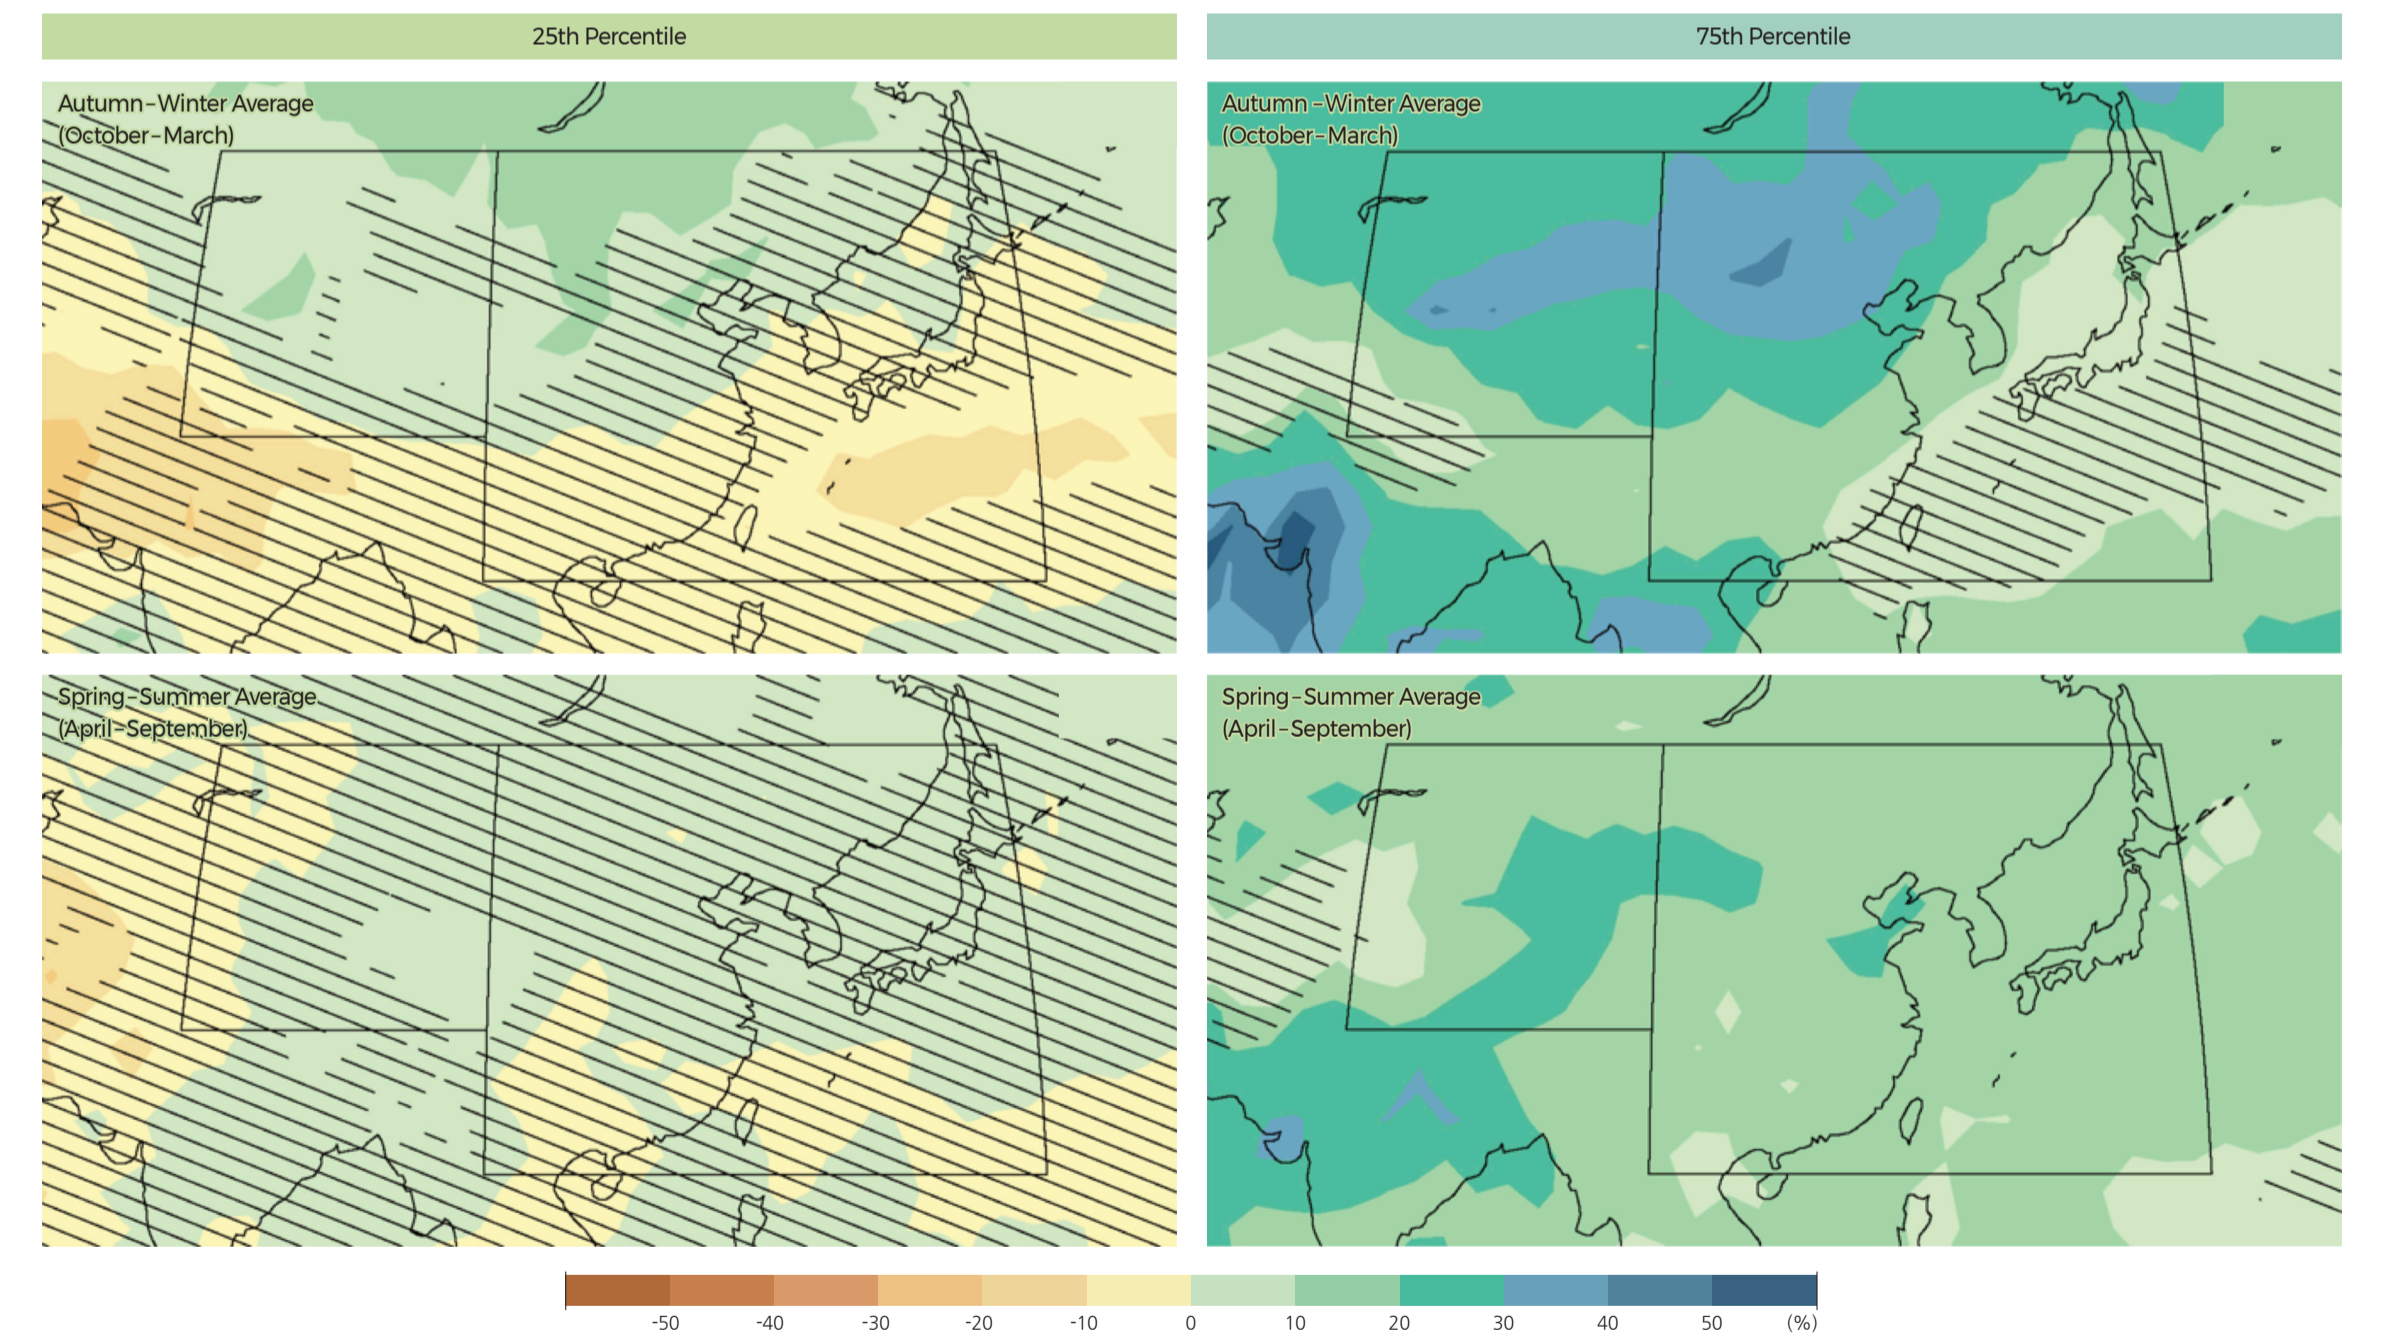 25th Percentile
75th Percentile
Autumn-Winter Average
(October-March)
Autumn-Winter Average
(October-March)
Spring-Summer Average
(April-September)
Spring-Summer Average
(April-September)
-50 -40 -30 -20 -10 0 10 20 30 40 50 (%)